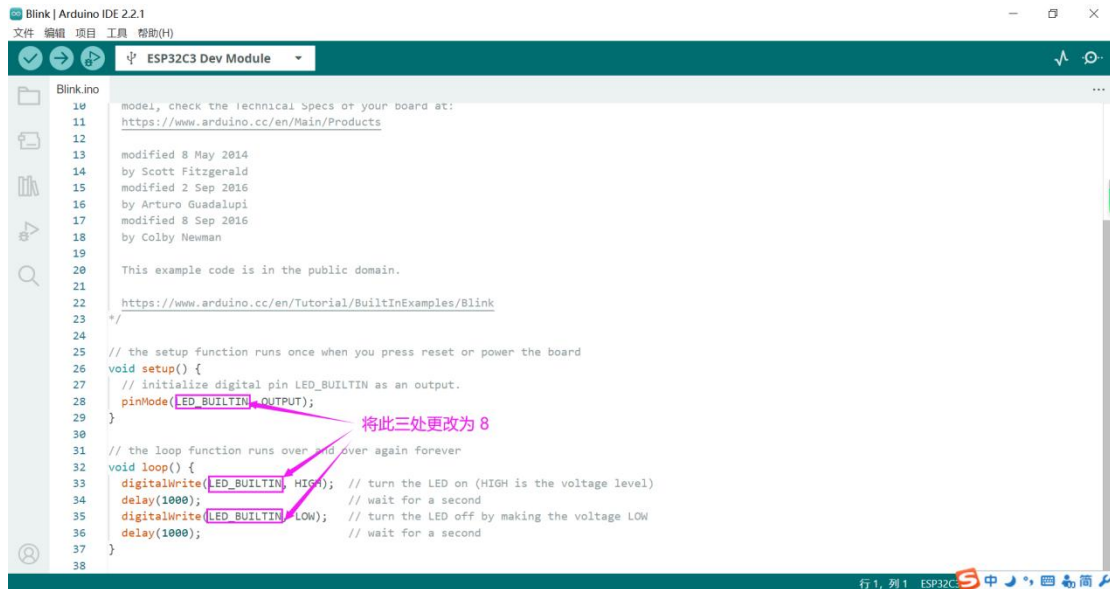 Blink | Arduino IDE 2.2.1
文件 编辑 项目 工具 帮助(H)
ESP32C3 Dev Module
Blink.ino
10 model, check the Technical Specs of your board at:
11 https://www.arduino.cc/en/Main/Products
12
13 modified 8 May 2014
14 by Scott Fitzgerald
15 modified 2 Sep 2016
16 by Arturo Guadalupi
17 modified 8 Sep 2016
18 by Colby Newman
19
20 This example code is in the public domain.
21
22 https://www.arduino.cc/en/Tutorial/BuiltInExamples/Blink
23 */
24
25 // the setup function runs once when you press reset or power the board
26 void setup() {
27 // initialize digital pin LED_BUILTIN as an output.
28 pinMode(LED_BUILTIN, OUTPUT);
29 }
将此三处更改为 8
30
31 // the loop function runs over and over again forever
32 void loop() {
33 digitalWrite(LED_BUILTIN, HIGH); // turn the LED on (HIGH is the voltage level)
34 delay(1000); // wait for a second
35 digitalWrite(LED_BUILTIN, LOW); // turn the LED off by making the voltage LOW
36 delay(1000); // wait for a second
37 }
38
行 1, 列 1 ESP32C 中 简